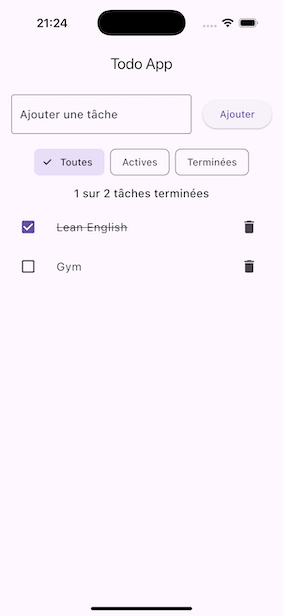 21:24
Todo App
Ajouter une tâche
Ajouter
Toutes
Actives
Terminées
1 sur 2 tâches terminées
Lean English
Gym